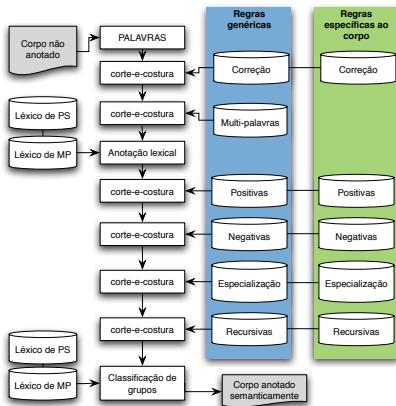 Regras
genéricas
Regras
específicas ao
corpo
Corpo não
anotado
PALAVRAS
corte-e-costura
Correção
Correção
corte-e-costura
Multi-palavras
Léxico de PS
Léxico de MP
Anotação lexical
corte-e-costura
Positivas
Positivas
corte-e-costura
Negativas
Negativas
corte-e-costura
Especialização
Especialização
corte-e-costura
Recursivas
Recursivas
Léxico de PS
Léxico de MP
Classificação de
grupos
Corpo anotado
semanticamente